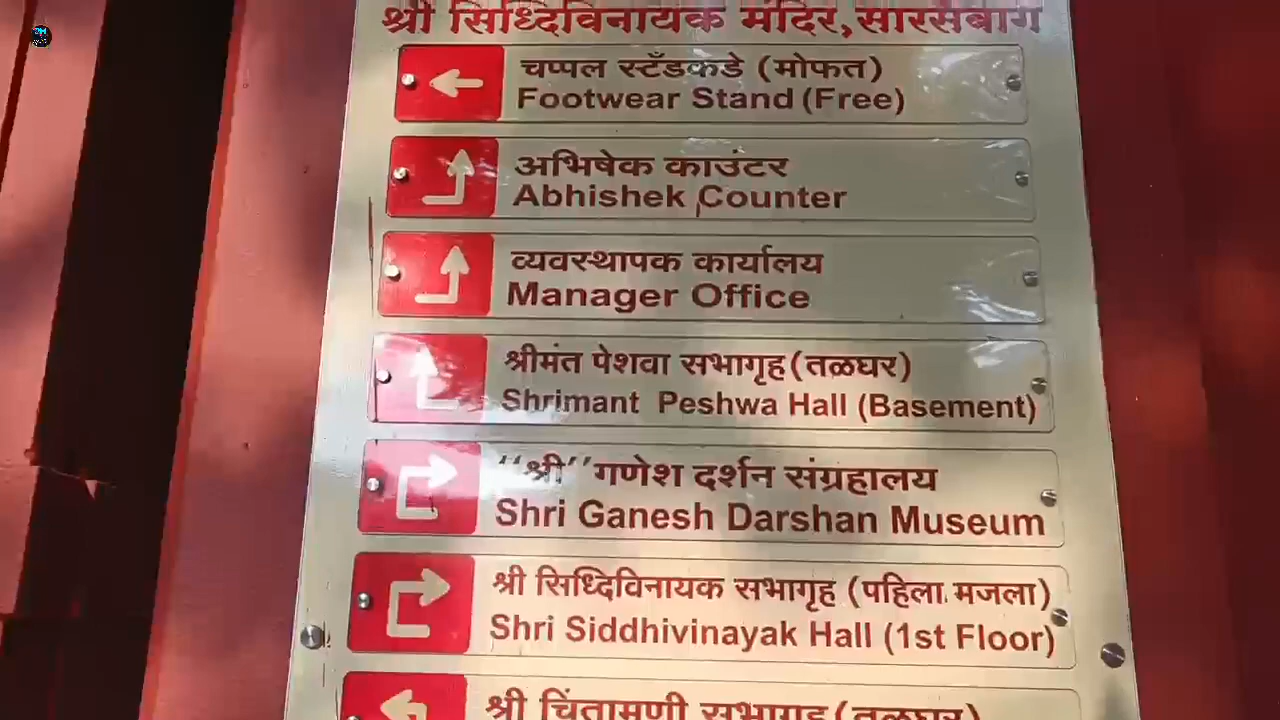 श्री सिध्दिविनायक मंदिर,सारसबाग
चप्पल स्टँडकडे (मोफत)
Footwear Stand (Free)
अभिषेक काउंटर
Abhishek Counter
व्यवस्थापक कार्यालय
Manager Office
श्रीमंत पेशवा सभागृह (तळघर)
Shrimant Peshwa Hall (Basement)
"श्री" गणेश दर्शन संग्रहालय
Shri Ganesh Darshan Museum
श्री सिध्दिविनायक सभागृह (पहिला मजला)
Shri Siddhivinayak Hall (1st Floor)
श्री चिंतामणी सभागृह (तळघर)